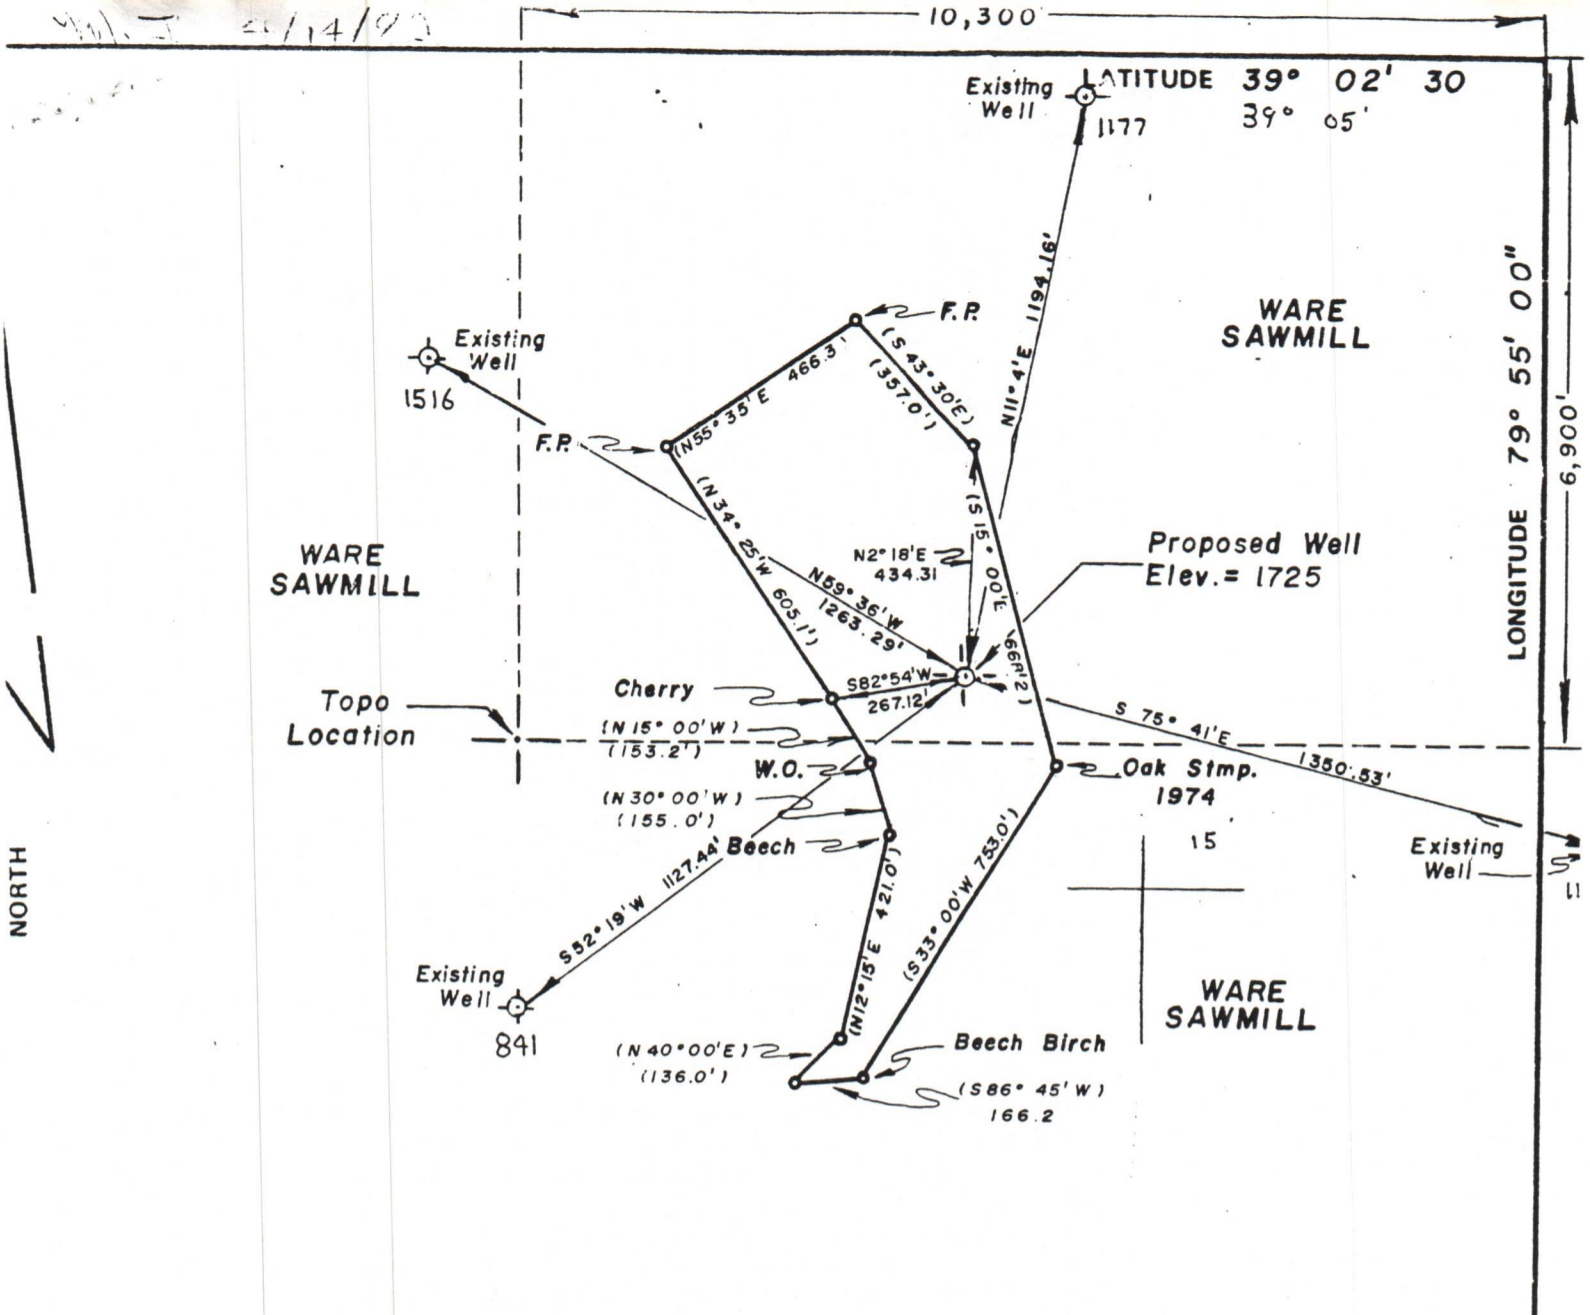 10,300'
LATITUDE 39° 02' 30
39° 05'
Existing
Well
1177
N11° 4'E 1194.16'
WARE
SAWMILL
LONGITUDE 79° 55' 00"
6,900'
F.P.
Existing
Well
1516
(N55° 35'E 466.3'
(S 43° 30'E)
(357.0')
F.P.
(N 34° 25'W 605.1')
(S 15° 00'E
N2° 18'E
434.31
Proposed Well
Elev. = 1725
WARE
SAWMILL
N59° 36'W
1263.29'
Cherry
S82° 54'W
267.12'
Topo
Location
(N 15° 00'W)
(153.2')
S 75° 41'E
1350.53'
W.O.
Oak Stmp.
1974
15
(N 30° 00'W)
(155.0')
Beech
Existing
Well
11
NORTH
S52° 19'W 1127.44'
(N12° 15'E 421.0')
(S33° 00'W 753.0')
Existing
Well
841
WARE
SAWMILL
(N 40° 00'E)
(136.0')
Beech Birch
(S86° 45' W)
166.2